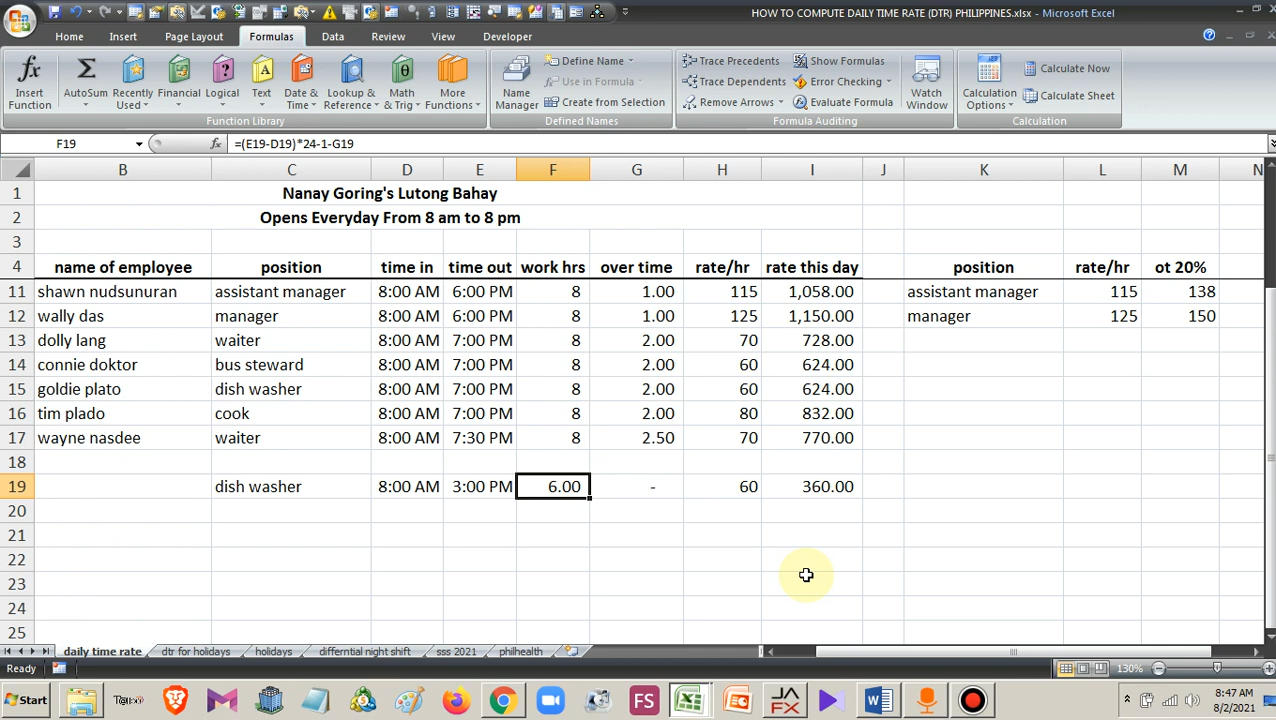 HOW TO COMPUTE DAILY TIME RATE (DTR) PHILIPPINES.xlsx - Microsoft Excel
Home Insert Page Layout Formulas Data Review View Developer
Insert Function AutoSum Recently Used Financial Logical Text Date & Time Lookup & Reference Math & Trig More Functions
Function Library
Name Manager Define Name Use in Formula Create from Selection
Defined Names
Trace Precedents Show Formulas
Trace Dependents Error Checking
Remove Arrows Evaluate Formula
Watch Window
Formula Auditing
Calculation Options Calculate Now Calculate Sheet
Calculation
F19 fx =(E19-D19)*24-1-G19
B C D E F G H I J K L M N
1 Nanay Goring's Lutong Bahay
2 Opens Everyday From 8 am to 8 pm
3
4 name of employee position time in time out work hrs over time rate/hr rate this day position rate/hr ot 20%
11 shawn nudsunuran assistant manager 8:00 AM 6:00 PM 8 1.00 115 1,058.00 assistant manager 115 138
12 wally das manager 8:00 AM 6:00 PM 8 1.00 125 1,150.00 manager 125 150
13 dolly lang waiter 8:00 AM 7:00 PM 8 2.00 70 728.00
14 connie doktor bus steward 8:00 AM 7:00 PM 8 2.00 60 624.00
15 goldie plato dish washer 8:00 AM 7:00 PM 8 2.00 60 624.00
16 tim plado cook 8:00 AM 7:00 PM 8 2.00 80 832.00
17 wayne nasdee waiter 8:00 AM 7:30 PM 8 2.50 70 770.00
18
19 dish washer 8:00 AM 3:00 PM 6.00 - 60 360.00
20
21
22
23
24
25
daily time rate dtr for holidays holidays differntial night shift sss 2021 philhealth
Ready 130%
Start FS JA FX 8:47 AM
8/2/2021